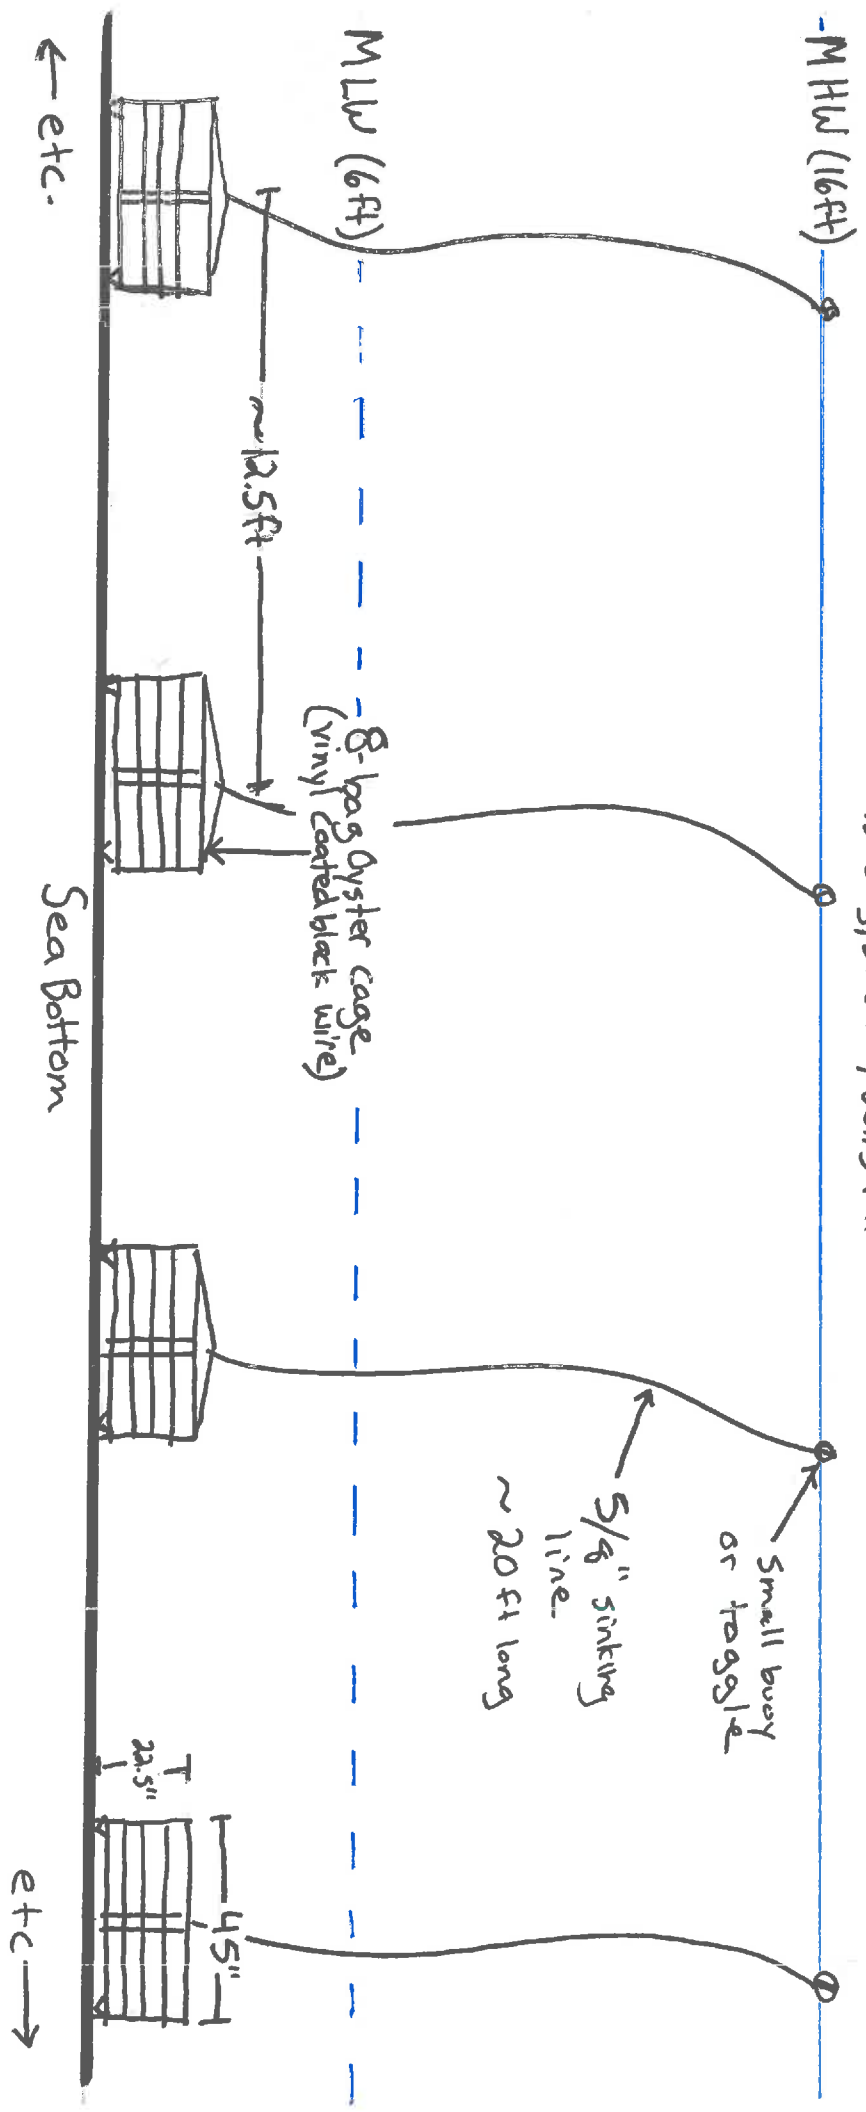 MHW (16ft)
small buoy
or toggle
5/8" sinking
line
~ 20 ft long
MLW (6ft)
8-bag Oyster cage
(vinyl coated black wire)
~12.5ft
45"
22.5"
Sea Bottom
← etc.
etc →